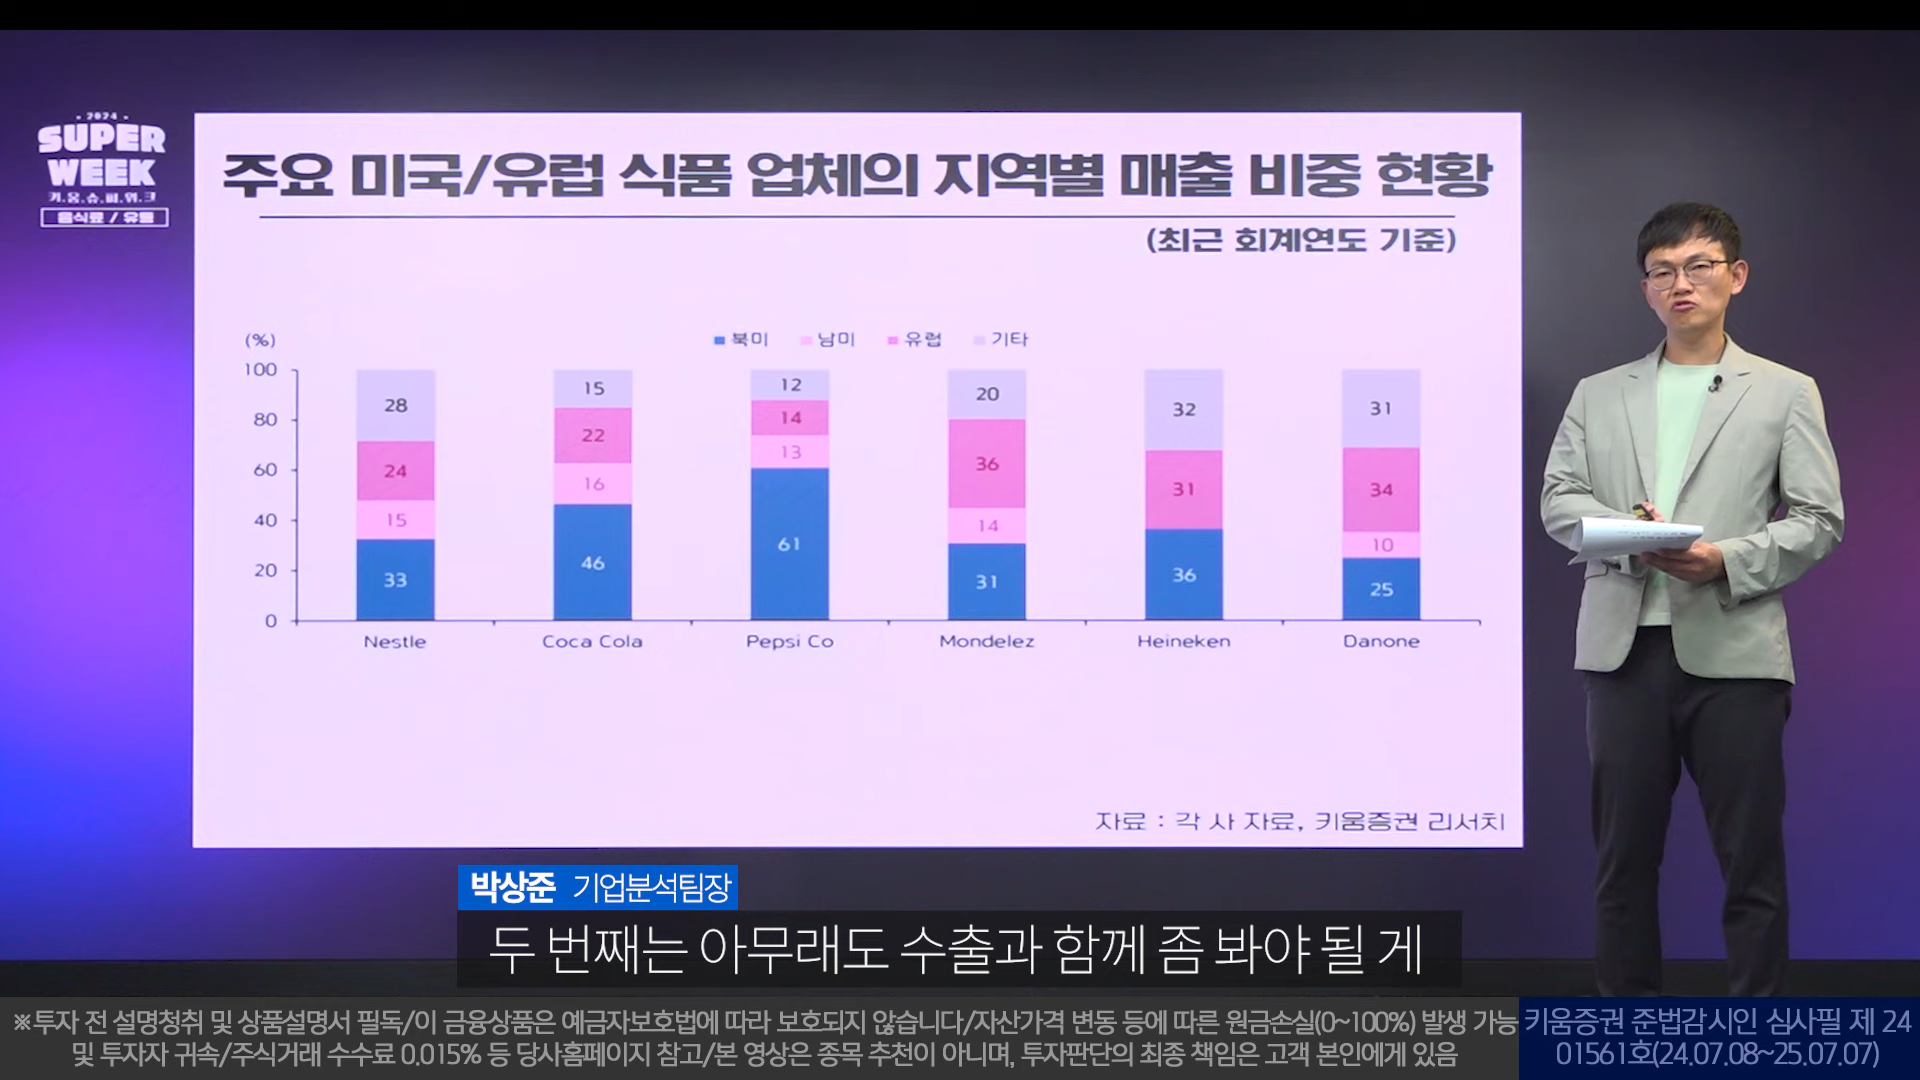 - 2024 -
SUPER
WEEK
키.움.슈.퍼.위.크
음식료 / 유통
주요 미국/유럽 식품 업체의 지역별 매출 비중 현황
(최근 회계연도 기준)
(%)
북미 남미 유럽 기타
100
80
60
40
20
0
28
24
15
33
15
22
16
46
12
14
13
61
20
36
14
31
32
31
36
31
34
10
25
Nestle Coca Cola Pepsi Co Mondelez Heineken Danone
자료 : 각 사 자료, 키움증권 리서치
박상준 기업분석팀장
두 번째는 아무래도 수출과 함께 좀 봐야 될 게
※투자 전 설명청취 및 상품설명서 필독/이 금융상품은 예금자보호법에 따라 보호되지 않습니다/자산가격 변동 등에 따른 원금손실(0~100%) 발생 가능
및 투자자 귀속/주식거래 수수료 0.015% 등 당사홈페이지 참고/본 영상은 종목 추천이 아니며, 투자판단의 최종 책임은 고객 본인에게 있음
키움증권 준법감시인 심사필 제 24
01561호(24.07.08~25.07.07)